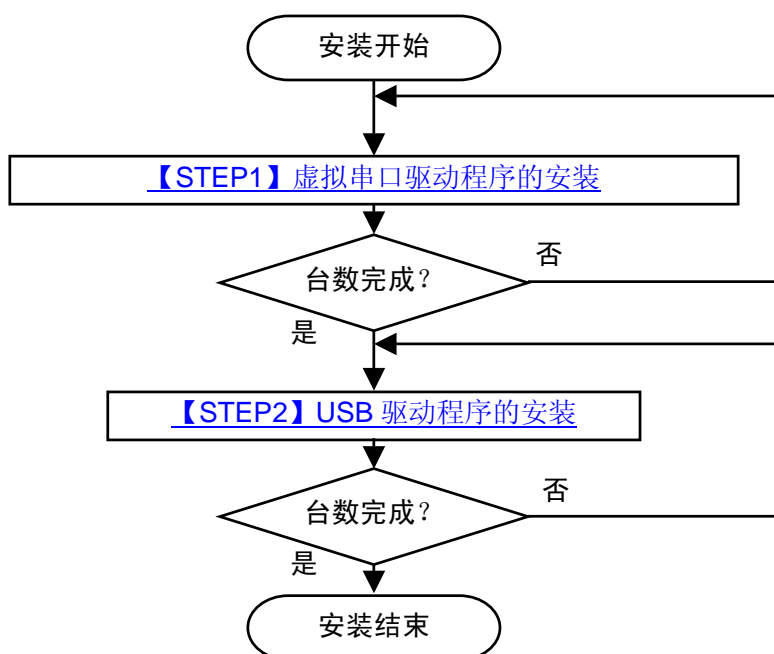 安装开始
【STEP1】虚拟串口驱动程序的安装
台数完成？
否
是
【STEP2】USB 驱动程序的安装
台数完成？
否
是
安装结束